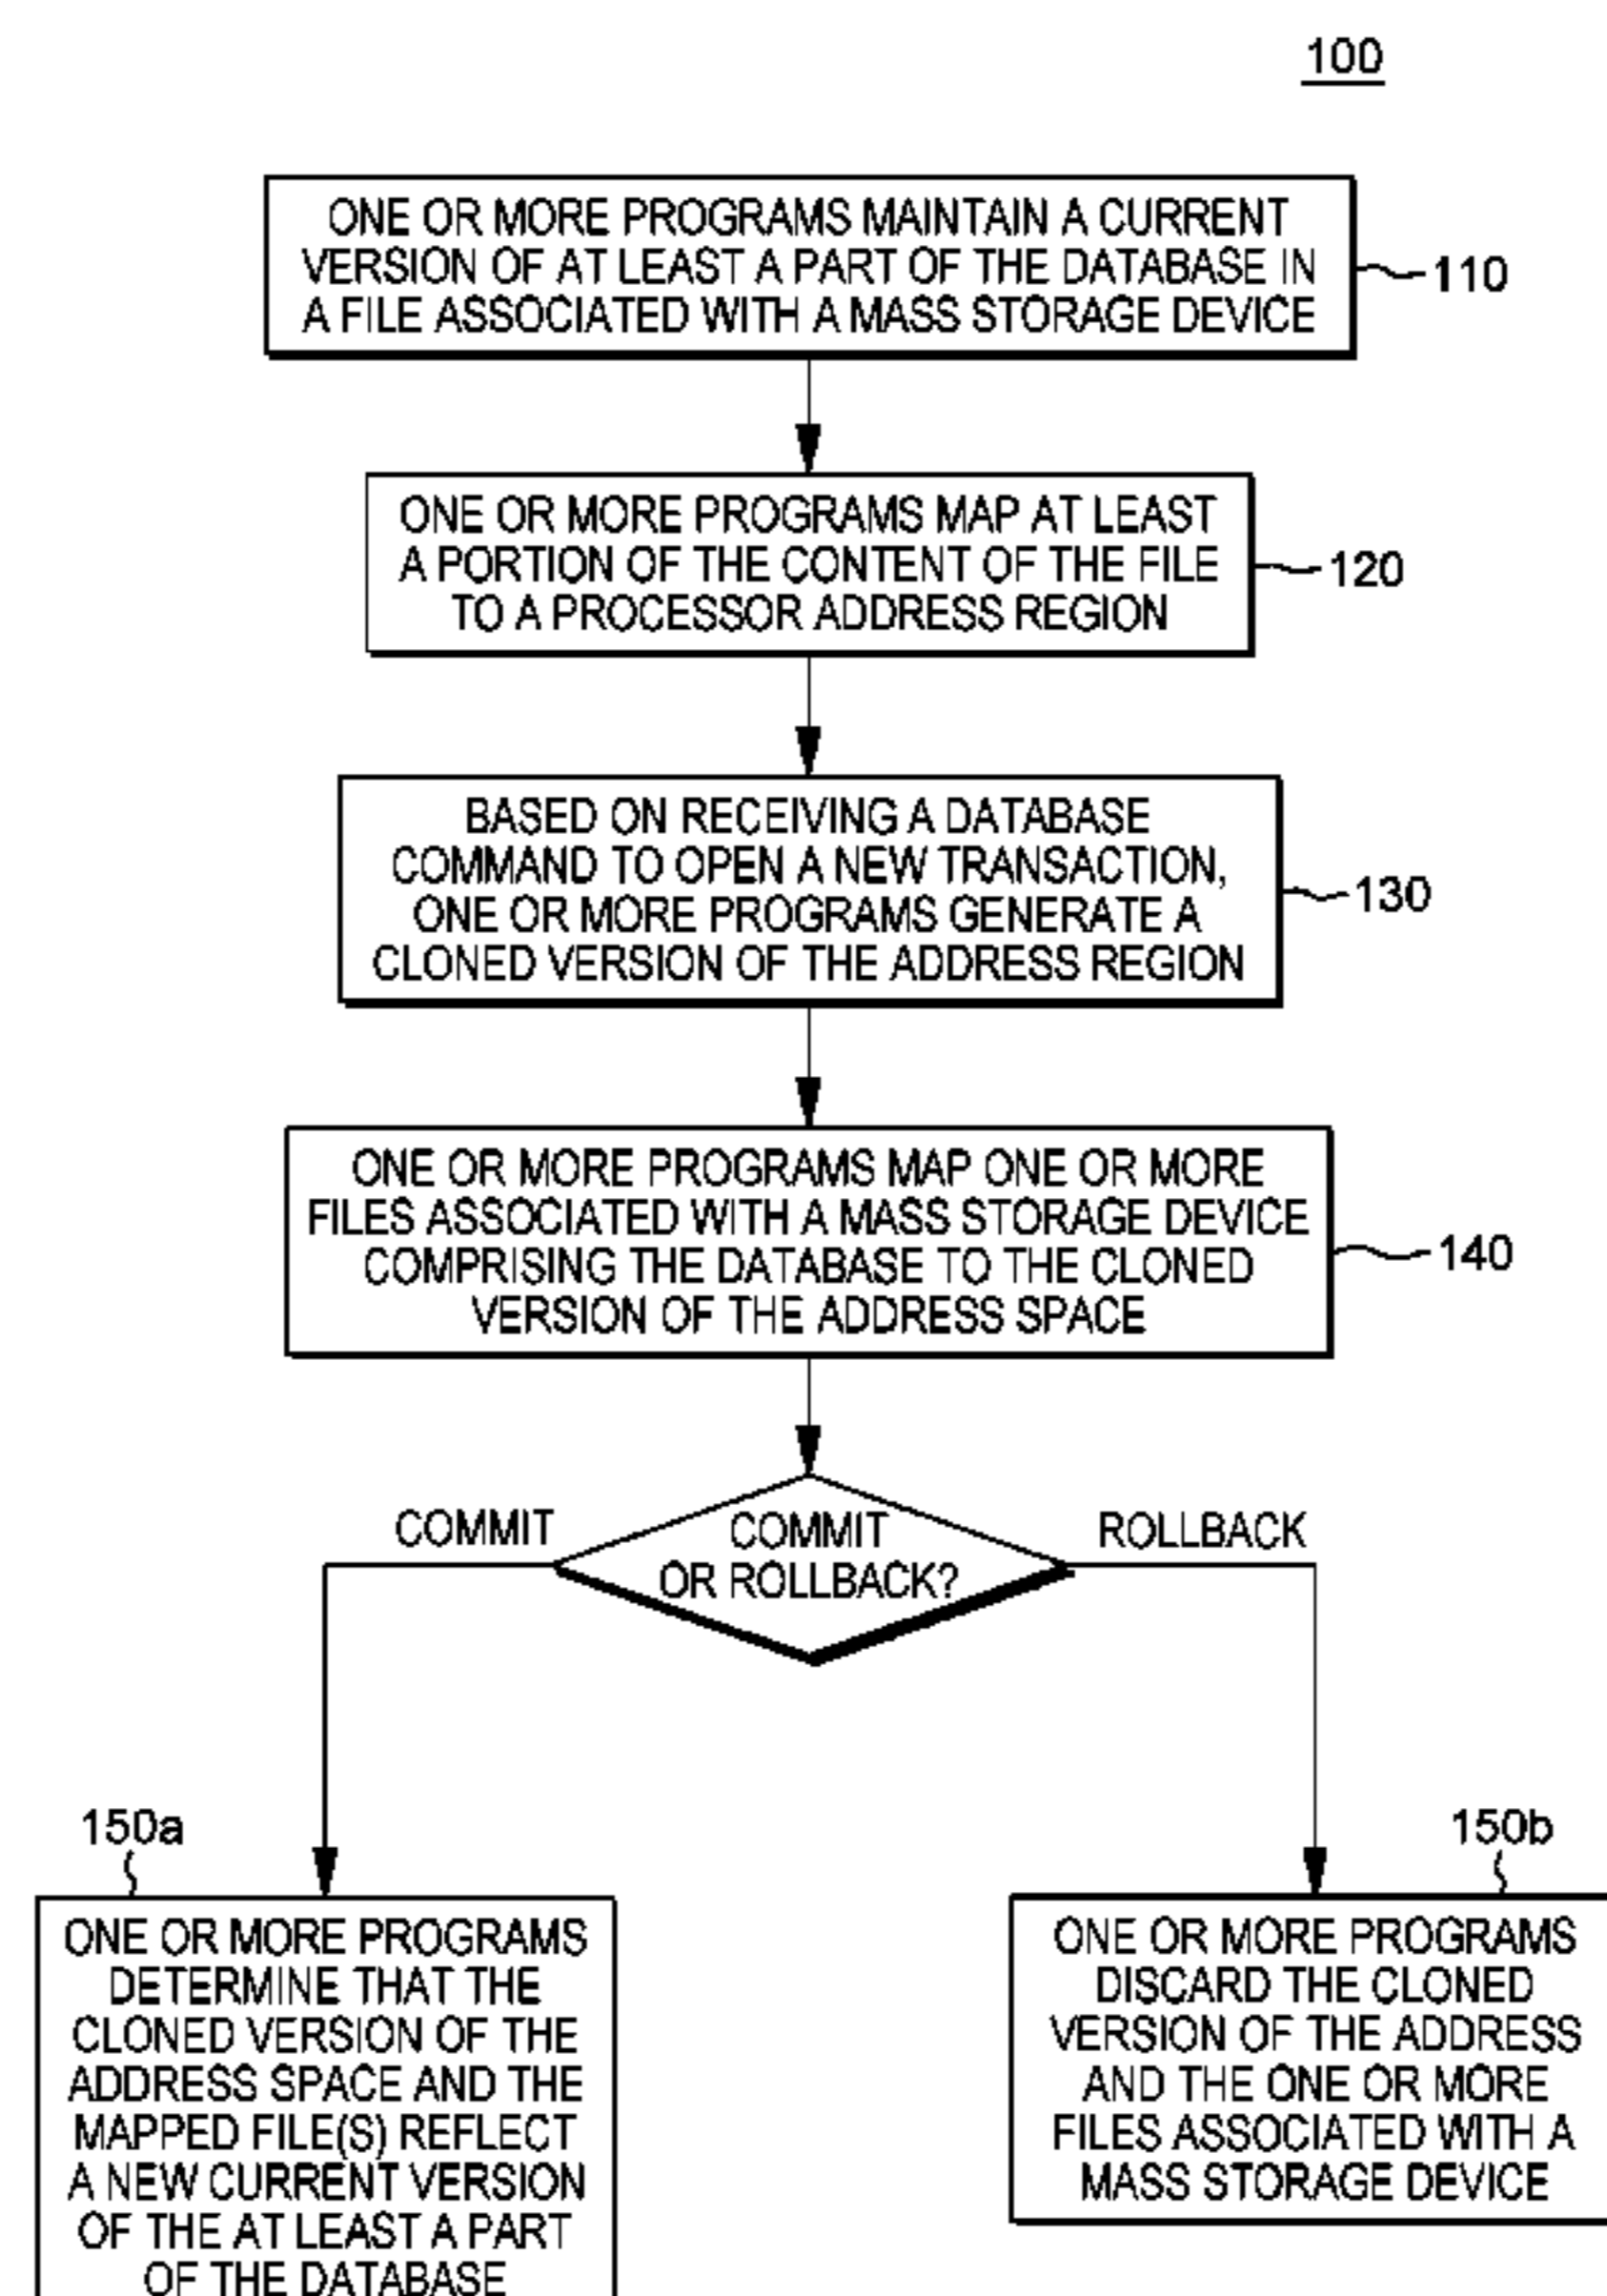 100
ONE OR MORE PROGRAMS MAINTAIN A CURRENT
VERSION OF AT LEAST A PART OF THE DATABASE IN
A FILE ASSOCIATED WITH A MASS STORAGE DEVICE
110
ONE OR MORE PROGRAMS MAP AT LEAST
A PORTION OF THE CONTENT OF THE FILE
TO A PROCESSOR ADDRESS REGION
120
BASED ON RECEIVING A DATABASE
COMMAND TO OPEN A NEW TRANSACTION,
ONE OR MORE PROGRAMS GENERATE A
CLONED VERSION OF THE ADDRESS REGION
130
ONE OR MORE PROGRAMS MAP ONE OR MORE
FILES ASSOCIATED WITH A MASS STORAGE DEVICE
COMPRISING THE DATABASE TO THE CLONED
VERSION OF THE ADDRESS SPACE
140
COMMIT
COMMIT
OR ROLLBACK?
ROLLBACK
150a
ONE OR MORE PROGRAMS
DETERMINE THAT THE
CLONED VERSION OF THE
ADDRESS SPACE AND THE
MAPPED FILE(S) REFLECT
A NEW CURRENT VERSION
OF THE AT LEAST A PART
OF THE DATABASE
150b
ONE OR MORE PROGRAMS
DISCARD THE CLONED
VERSION OF THE ADDRESS
AND THE ONE OR MORE
FILES ASSOCIATED WITH A
MASS STORAGE DEVICE